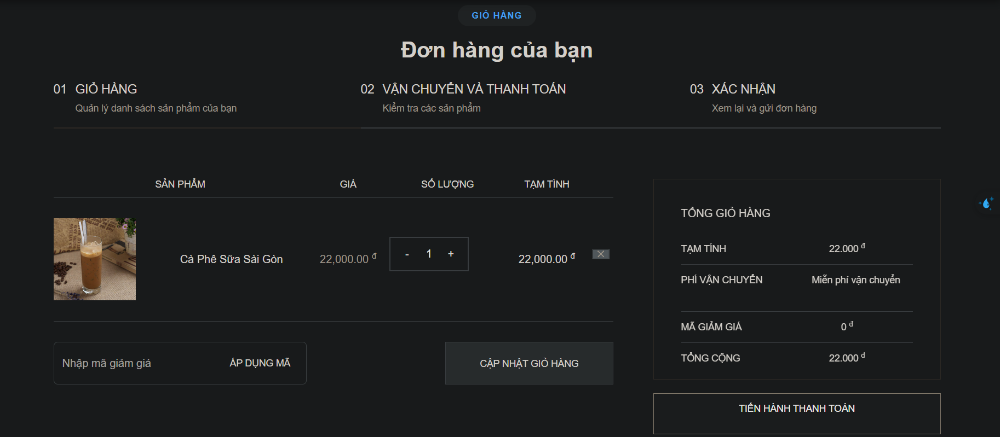 GIỎ HÀNG
Đơn hàng của bạn
01 GIỎ HÀNG
Quản lý danh sách sản phẩm của bạn
02 VẬN CHUYỂN VÀ THANH TOÁN
Kiểm tra các sản phẩm
03 XÁC NHẬN
Xem lại và gửi đơn hàng
SẢN PHẨM GIÁ SỐ LƯỢNG TẠM TÍNH
Cà Phê Sữa Sài Gòn 22,000.00 đ - 1 + 22,000.00 đ
Nhập mã giảm giá ÁP DỤNG MÃ
CẬP NHẬT GIỎ HÀNG
TỔNG GIỎ HÀNG
TẠM TÍNH 22.000 đ
PHÍ VẬN CHUYỂN Miễn phí vận chuyển
MÃ GIẢM GIÁ 0 đ
TỔNG CỘNG 22.000 đ
TIẾN HÀNH THANH TOÁN